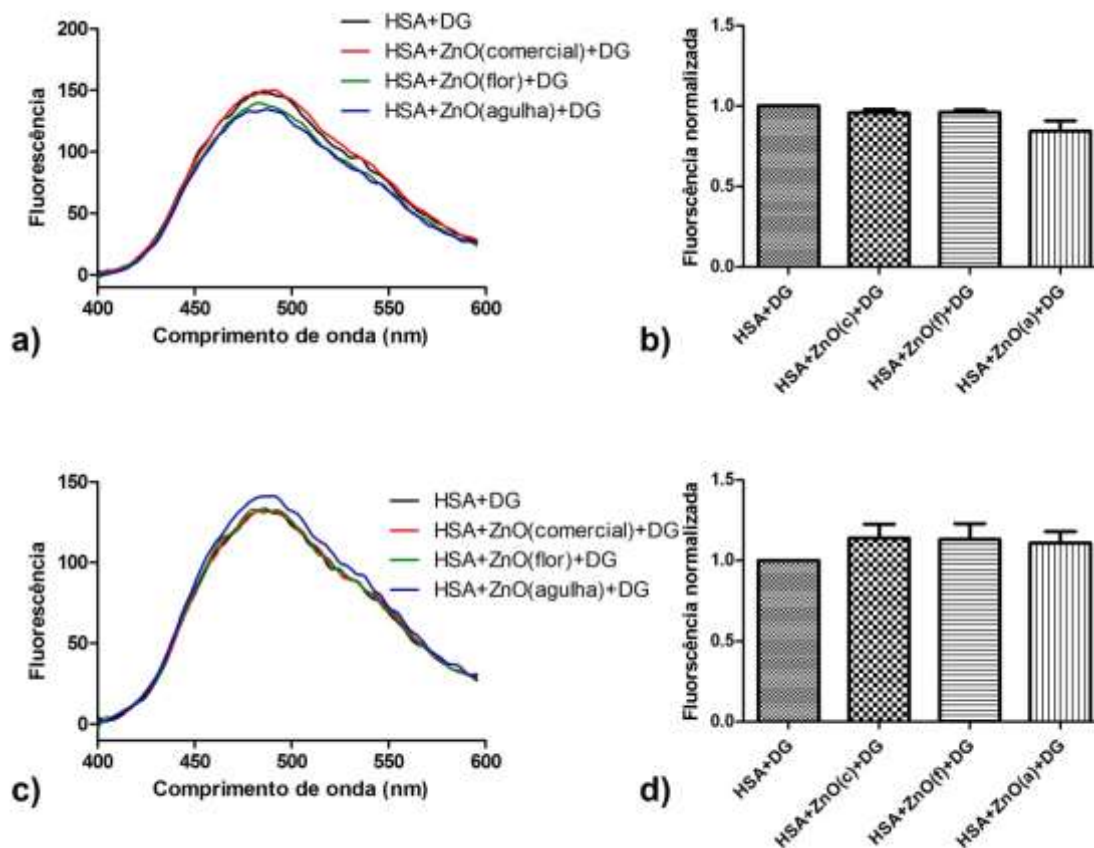 200
150
100
50
0
Fluorescência
400
450
500
550
600
Comprimento de onda (nm)
HSA+DG
HSA+ZnO(comercial)+DG
HSA+ZnO(flor)+DG
HSA+ZnO(agulha)+DG
a)
1.5
1.0
0.5
0.0
Fluorscência normalizada
HSA+DG
HSA+ZnO(c)+DG
HSA+ZnO(f)+DG
HSA+ZnO(a)+DG
b)
150
100
50
0
Fluorescência
400
450
500
550
600
Comprimento de onda (nm)
HSA+DG
HSA+ZnO(comercial)+DG
HSA+ZnO(flor)+DG
HSA+ZnO(agulha)+DG
c)
1.5
1.0
0.5
0.0
Fluorscência normalizada
HSA+DG
HSA+ZnO(c)+DG
HSA+ZnO(f)+DG
HSA+ZnO(a)+DG
d)